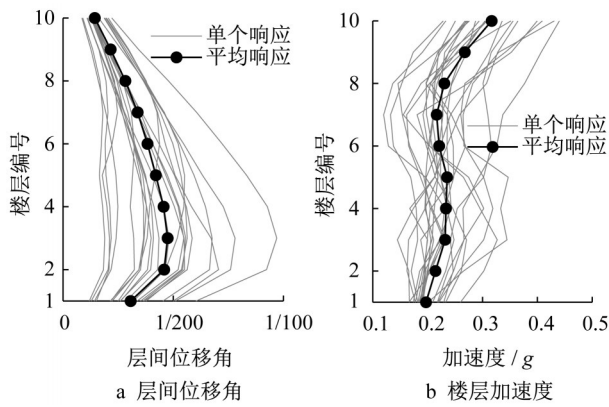 10
8
6
4
2
1
楼层编号
单个响应
平均响应
0
1/200
1/100
层间位移角
a 层间位移角
10
8
6
4
2
1
楼层编号
单个响应
平均响应
0.1
0.2
0.3
0.4
0.5
加速度 / g
b 楼层加速度